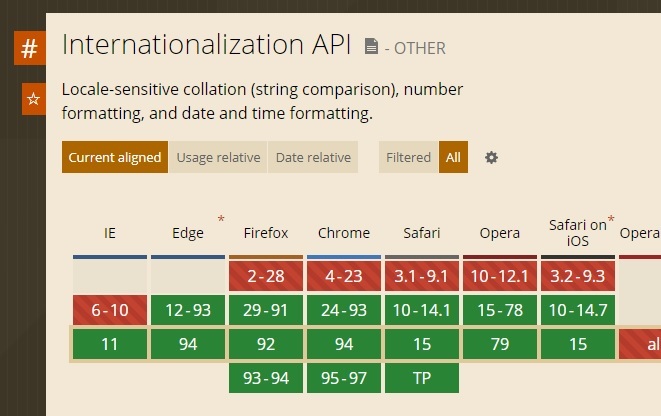 #
Internationalization API - OTHER
☆
Locale-sensitive collation (string comparison), number
formatting, and date and time formatting.
Current aligned Usage relative Date relative Filtered All
IE Edge * Firefox Chrome Safari Opera Safari on * Opera
iOS
2-28 4-23 3.1-9.1 10-12.1 3.2-9.3
6-10 12-93 29-91 24-93 10-14.1 15-78 10-14.7
11 94 92 94 15 79 15 al
93-94 95-97 TP